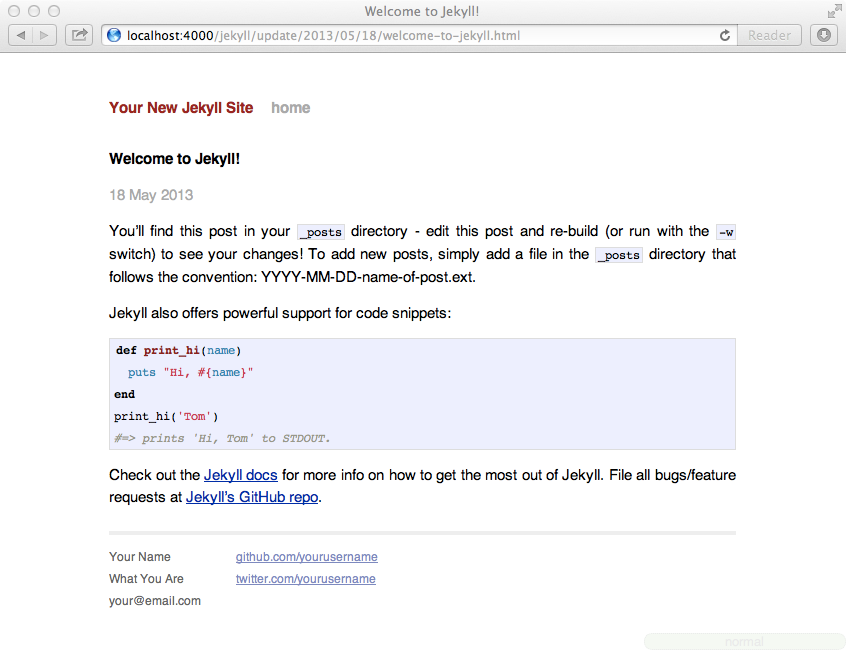 Welcome to Jekyll!
localhost:4000/jekyll/update/2013/05/18/welcome-to-jekyll.html
Reader
Your New Jekyll Site home
Welcome to Jekyll!
18 May 2013
You’ll find this post in your _posts directory - edit this post and re-build (or run with the -w
switch) to see your changes! To add new posts, simply add a file in the _posts directory that
follows the convention: YYYY-MM-DD-name-of-post.ext.
Jekyll also offers powerful support for code snippets:
def print_hi(name)
  puts "Hi, #{name}"
end
print_hi('Tom')
#=> prints 'Hi, Tom' to STDOUT.
Check out the Jekyll docs for more info on how to get the most out of Jekyll. File all bugs/feature
requests at Jekyll’s GitHub repo.
Your Name github.com/yourusername
What You Are twitter.com/yourusername
your@email.com
normal